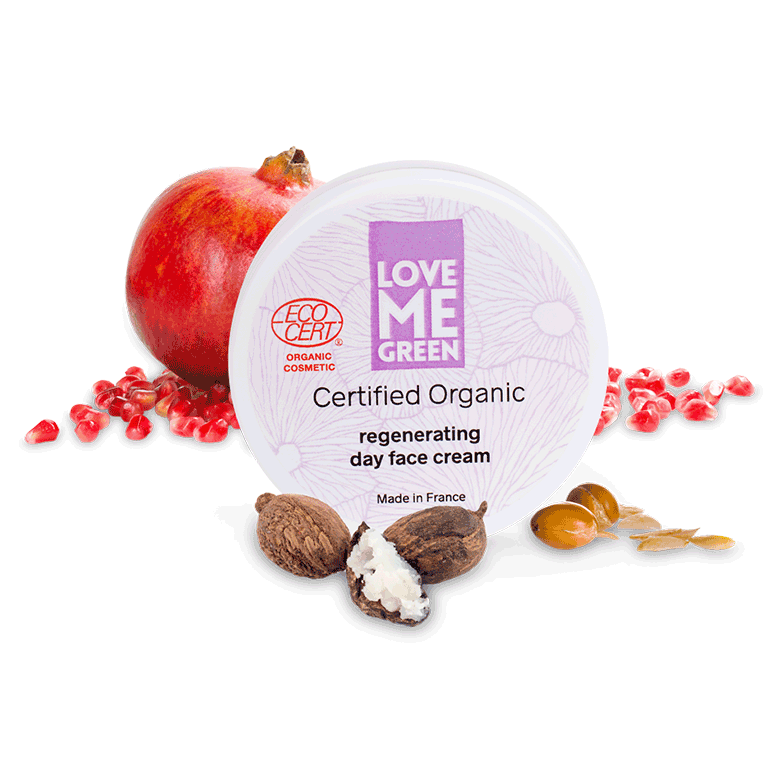 LOVE
ME
GREEN
ECO
CERT
®
ORGANIC
COSMETIC
Certified Organic
regenerating
day face cream
Made in France